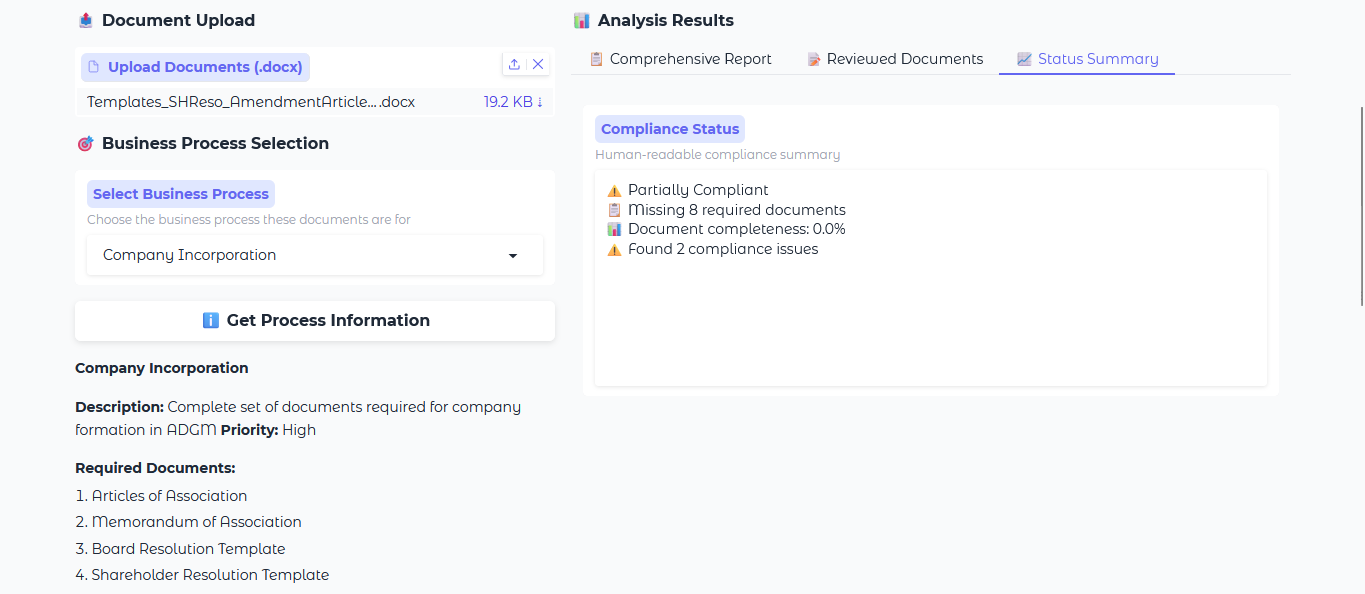 Document Upload
Upload Documents (.docx)
Templates_SHReso_AmendmentArticle....docx 19.2 KB ↓
Business Process Selection
Select Business Process
Choose the business process these documents are for
Company Incorporation
Get Process Information
Company Incorporation
Description: Complete set of documents required for company
formation in ADGM Priority: High
Required Documents:
1. Articles of Association
2. Memorandum of Association
3. Board Resolution Template
4. Shareholder Resolution Template
Analysis Results
Comprehensive Report Reviewed Documents Status Summary
Compliance Status
Human-readable compliance summary
Partially Compliant
Missing 8 required documents
Document completeness: 0.0%
Found 2 compliance issues